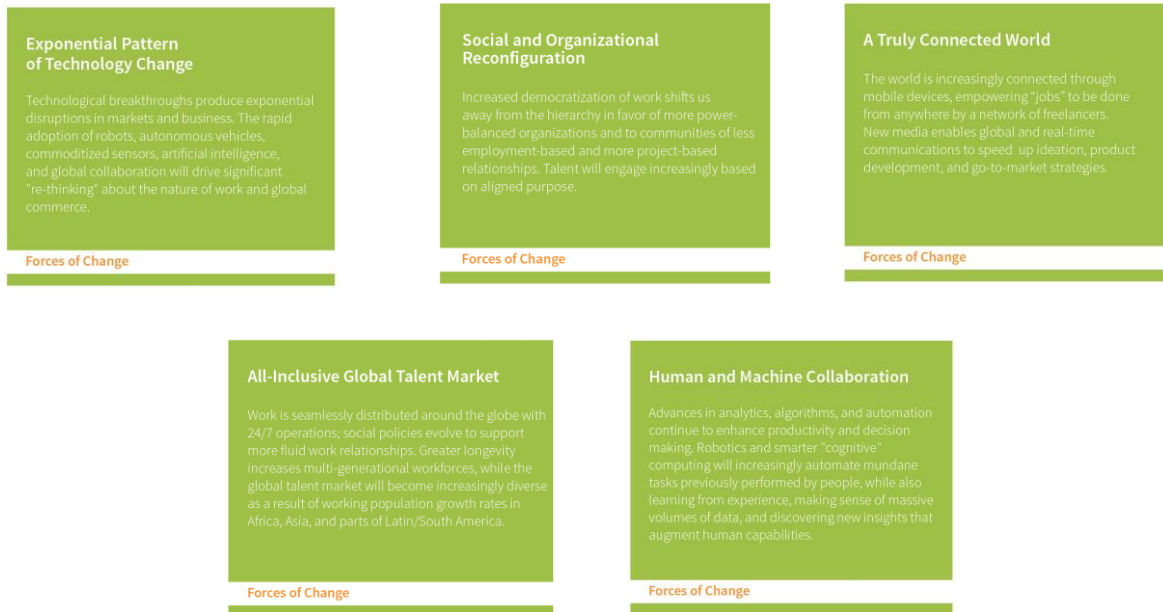 Exponential Pattern
of Technology Change
Technological breakthroughs produce exponential
disruptions in markets and business. The rapid
adoption of robots, autonomous vehicles,
commoditized sensors, artificial intelligence,
and global collaboration will drive significant
"re-thinking" about the nature of work and global
commerce.
Forces of Change
Social and Organizational
Reconfiguration
Increased democratization of work shifts us
away from the hierarchy in favor of more power-
balanced organizations and to communities of less
employment-based and more project-based
relationships. Talent will engage increasingly based
on aligned purpose.
Forces of Change
A Truly Connected World
The world is increasingly connected through
mobile devices, empowering "jobs" to be done
from anywhere by a network of freelancers.
New media enables global and real-time
communications to speed up ideation, product
development, and go-to-market strategies.
Forces of Change
All-Inclusive Global Talent Market
Work is seamlessly distributed around the globe with
24/7 operations; social policies evolve to support
more fluid work relationships. Greater longevity
increases multi-generational workforces, while the
global talent market will become increasingly diverse
as a result of working population growth rates in
Africa, Asia, and parts of Latin/South America.
Forces of Change
Human and Machine Collaboration
Advances in analytics, algorithms, and automation
continue to enhance productivity and decision
making. Robotics and smarter "cognitive"
computing will increasingly automate mundane
tasks previously performed by people, while also
learning from experience, making sense of massive
volumes of data, and discovering new insights that
augment human capabilities.
Forces of Change